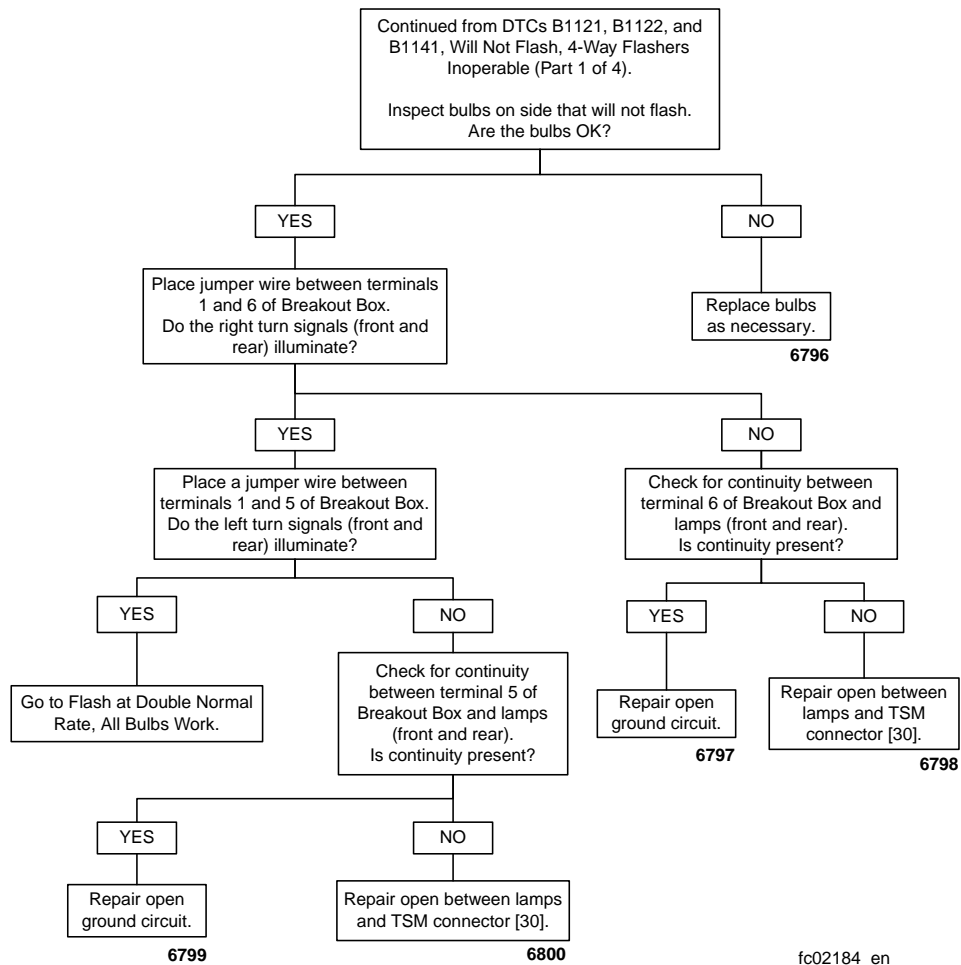 Continued from DTCs B1121, B1122, and
B1141, Will Not Flash, 4-Way Flashers
Inoperable (Part 1 of 4).
Inspect bulbs on side that will not flash.
Are the bulbs OK?
YES
NO
Place jumper wire between terminals
1 and 6 of Breakout Box.
Do the right turn signals (front and
rear) illuminate?
Replace bulbs
as necessary.
6796
YES
NO
Place a jumper wire between
terminals 1 and 5 of Breakout Box.
Do the left turn signals (front and
rear) illuminate?
Check for continuity between
terminal 6 of Breakout Box and
lamps (front and rear).
Is continuity present?
YES
NO
YES
NO
Go to Flash at Double Normal
Rate, All Bulbs Work.
Check for continuity
between terminal 5 of
Breakout Box and lamps
(front and rear).
Is continuity present?
Repair open
ground circuit.
6797
Repair open between
lamps and TSM
connector [30].
6798
YES
NO
Repair open
ground circuit.
6799
Repair open between lamps
and TSM connector [30].
6800
fc02184_en